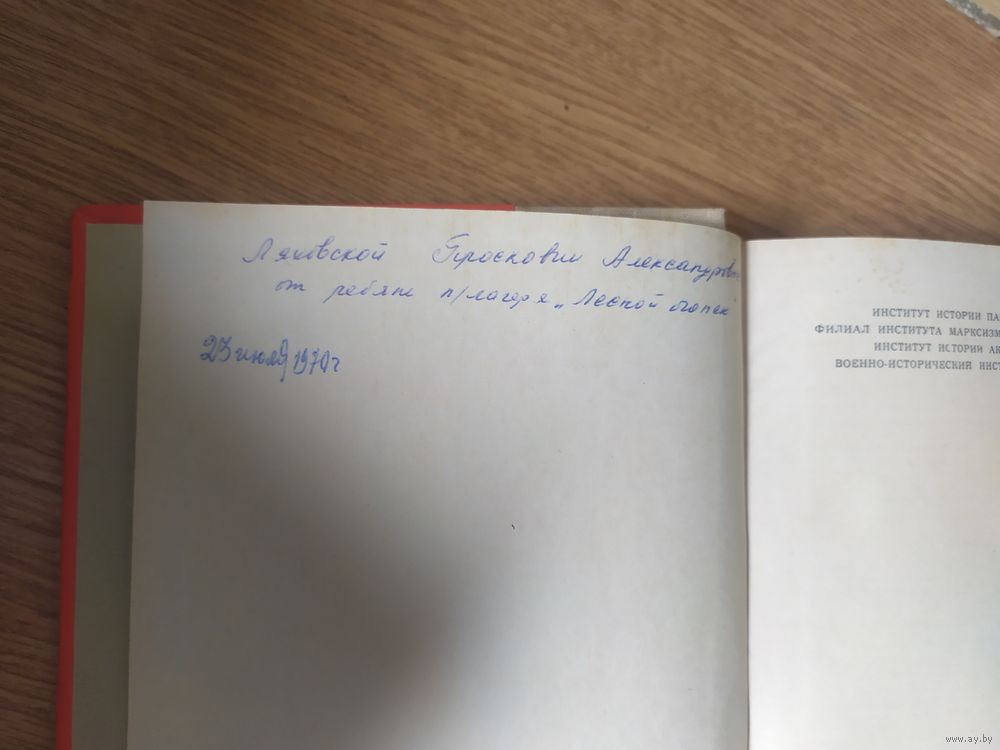 Ляховской Просковии Александровне
от ребят п/лагеря „Лесной огонек"
23 июля 1970г
ИНСТИТУТ ИСТОРИИ ПА
ФИЛИАЛ ИНСТИТУТА МАРКСИЗМ
ИНСТИТУТ ИСТОРИИ АК
ВОЕННО-ИСТОРИЧЕСКИЙ ИНСТ
www.ay.by